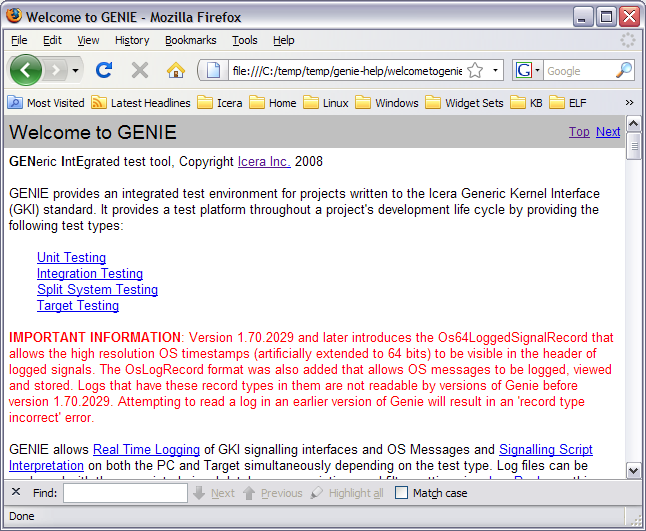 Welcome to GENIE - Mozilla Firefox
File Edit View History Bookmarks Tools Help
file:///C:/temp/temp/genie-help/welcometogenie
G Google
Most Visited Latest Headlines Icera Home Linux Windows Widget Sets KB ELF »
Welcome to GENIE Top Next
GENeric IntEgrated test tool, Copyright Icera Inc. 2008
GENIE provides an integrated test environment for projects written to the Icera Generic Kernel Interface
(GKI) standard. It provides a test platform throughout a project's development life cycle by providing the
following test types:
Unit Testing
Integration Testing
Split System Testing
Target Testing
IMPORTANT INFORMATION: Version 1.70.2029 and later introduces the Os64LoggedSignalRecord that
allows the high resolution OS timestamps (artificially extended to 64 bits) to be visible in the header of
logged signals. The OsLogRecord format was also added that allows OS messages to be logged, viewed
and stored. Logs that have these record types in them are not readable by versions of Genie before
version 1.70.2029. Attempting to read a log in an earlier version of Genie will result in an 'record type
incorrect' error.
GENIE allows Real Time Logging of GKI signalling interfaces and OS Messages and Signalling Script
Interpretation on both the PC and Target simultaneously depending on the test type. Log files can be
Find: Next Previous Highlight all Match case
Done